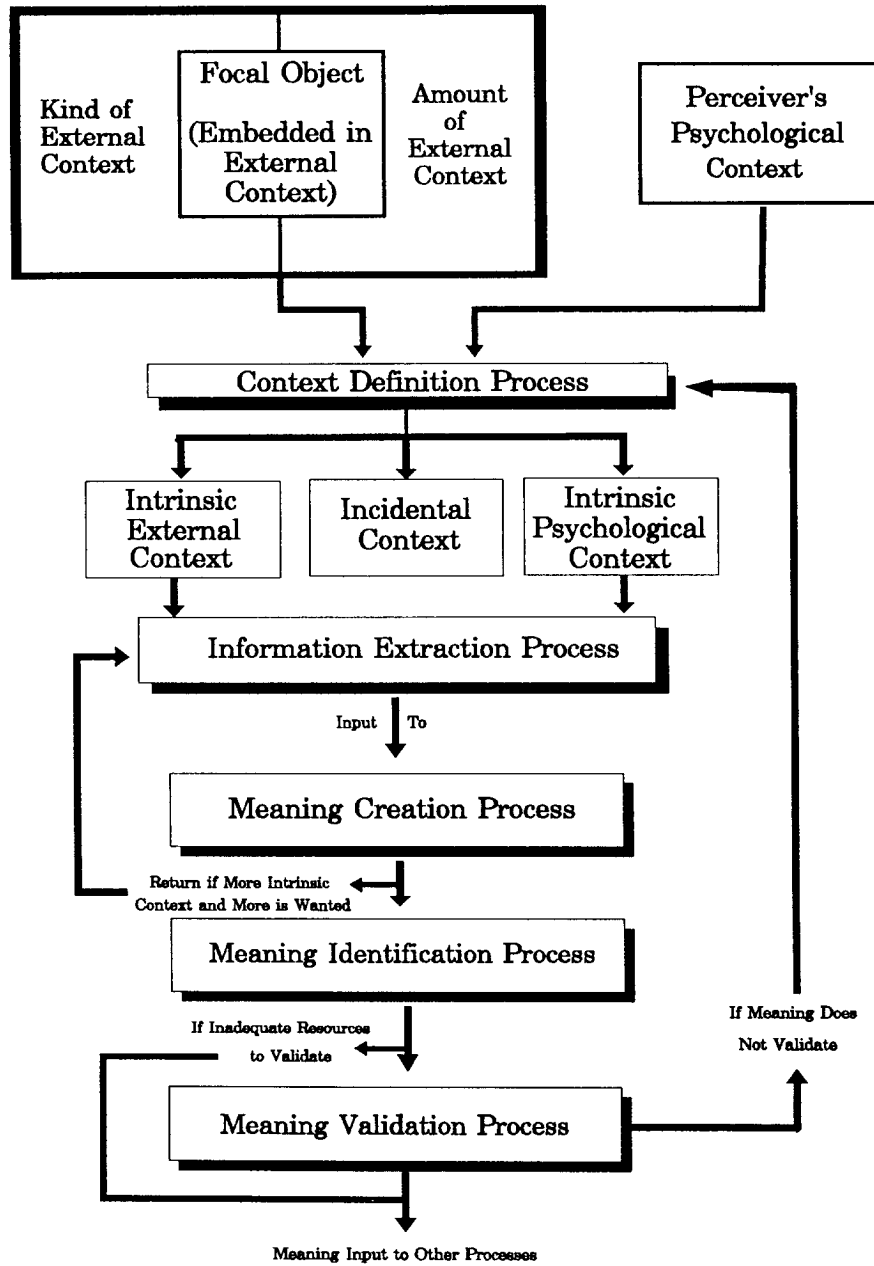 Kind of
External
Context
Focal Object
(Embedded in
External
Context)
Amount
of
External
Context
Perceiver's
Psychological
Context
Context Definition Process
Intrinsic
External
Context
Incidental
Context
Intrinsic
Psychological
Context
Information Extraction Process
Input To
Meaning Creation Process
Return if More Intrinsic
Context and More is Wanted
Meaning Identification Process
If Inadequate Resources
to Validate
If Meaning Does
Not Validate
Meaning Validation Process
Meaning Input to Other Processes